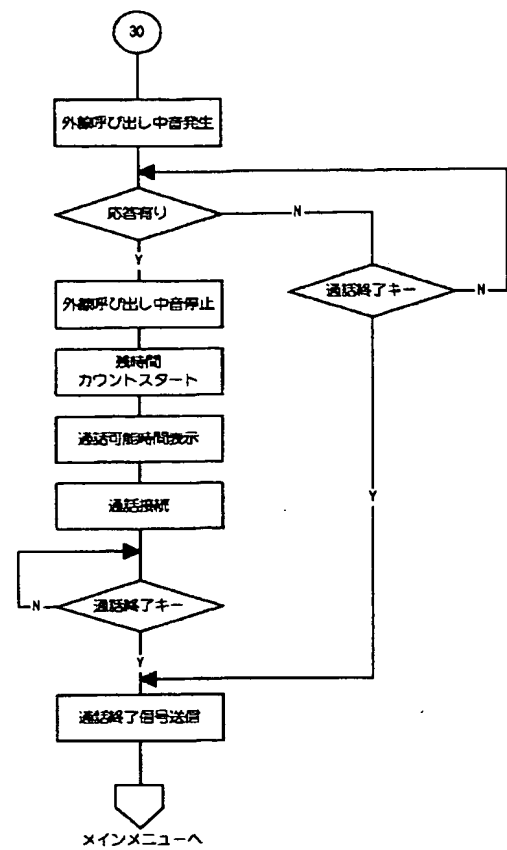 30
外線呼び出し中音発生
応答有り
N
Y
通話終了キー
N
外線呼び出し中音停止
残時間
カウントスタート
通話可能時間表示
通話接続
Y
通話終了キー
N
Y
通話終了信号送信
メインメニューへ